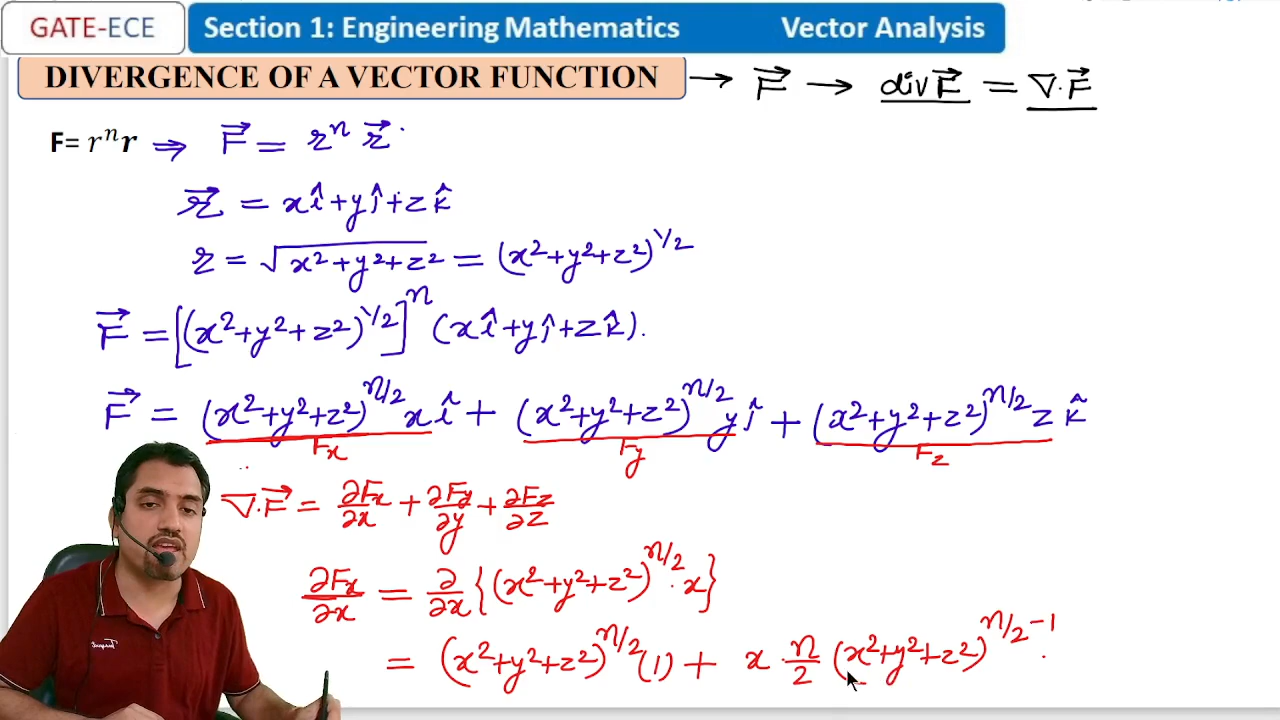 GATE-ECE Section 1: Engineering Mathematics Vector Analysis
DIVERGENCE OF A VECTOR FUNCTION → F⃗ → div F⃗ = ∇·F⃗
F= rⁿ𝒓 ⇒ F⃗ = rⁿ r⃗.
r⃗ = xî+yĵ+zk̂
r = √(x²+y²+z²) = (x²+y²+z²)^1/2
F⃗ = [(x²+y²+z²)^1/2]^n (xî+yĵ+zk̂).
F⃗ = (x²+y²+z²)^n/2 x î + (x²+y²+z²)^n/2 y ĵ + (x²+y²+z²)^n/2 z k̂
Fx Fy Fz
∇·F⃗ = ∂Fx/∂x + ∂Fy/∂y + ∂Fz/∂z
∂Fx/∂x = ∂/∂x {(x²+y²+z²)^n/2 · x}
= (x²+y²+z²)^n/2 (1) + x · n/2 (x²+y²+z²)^n/2 -1 ·